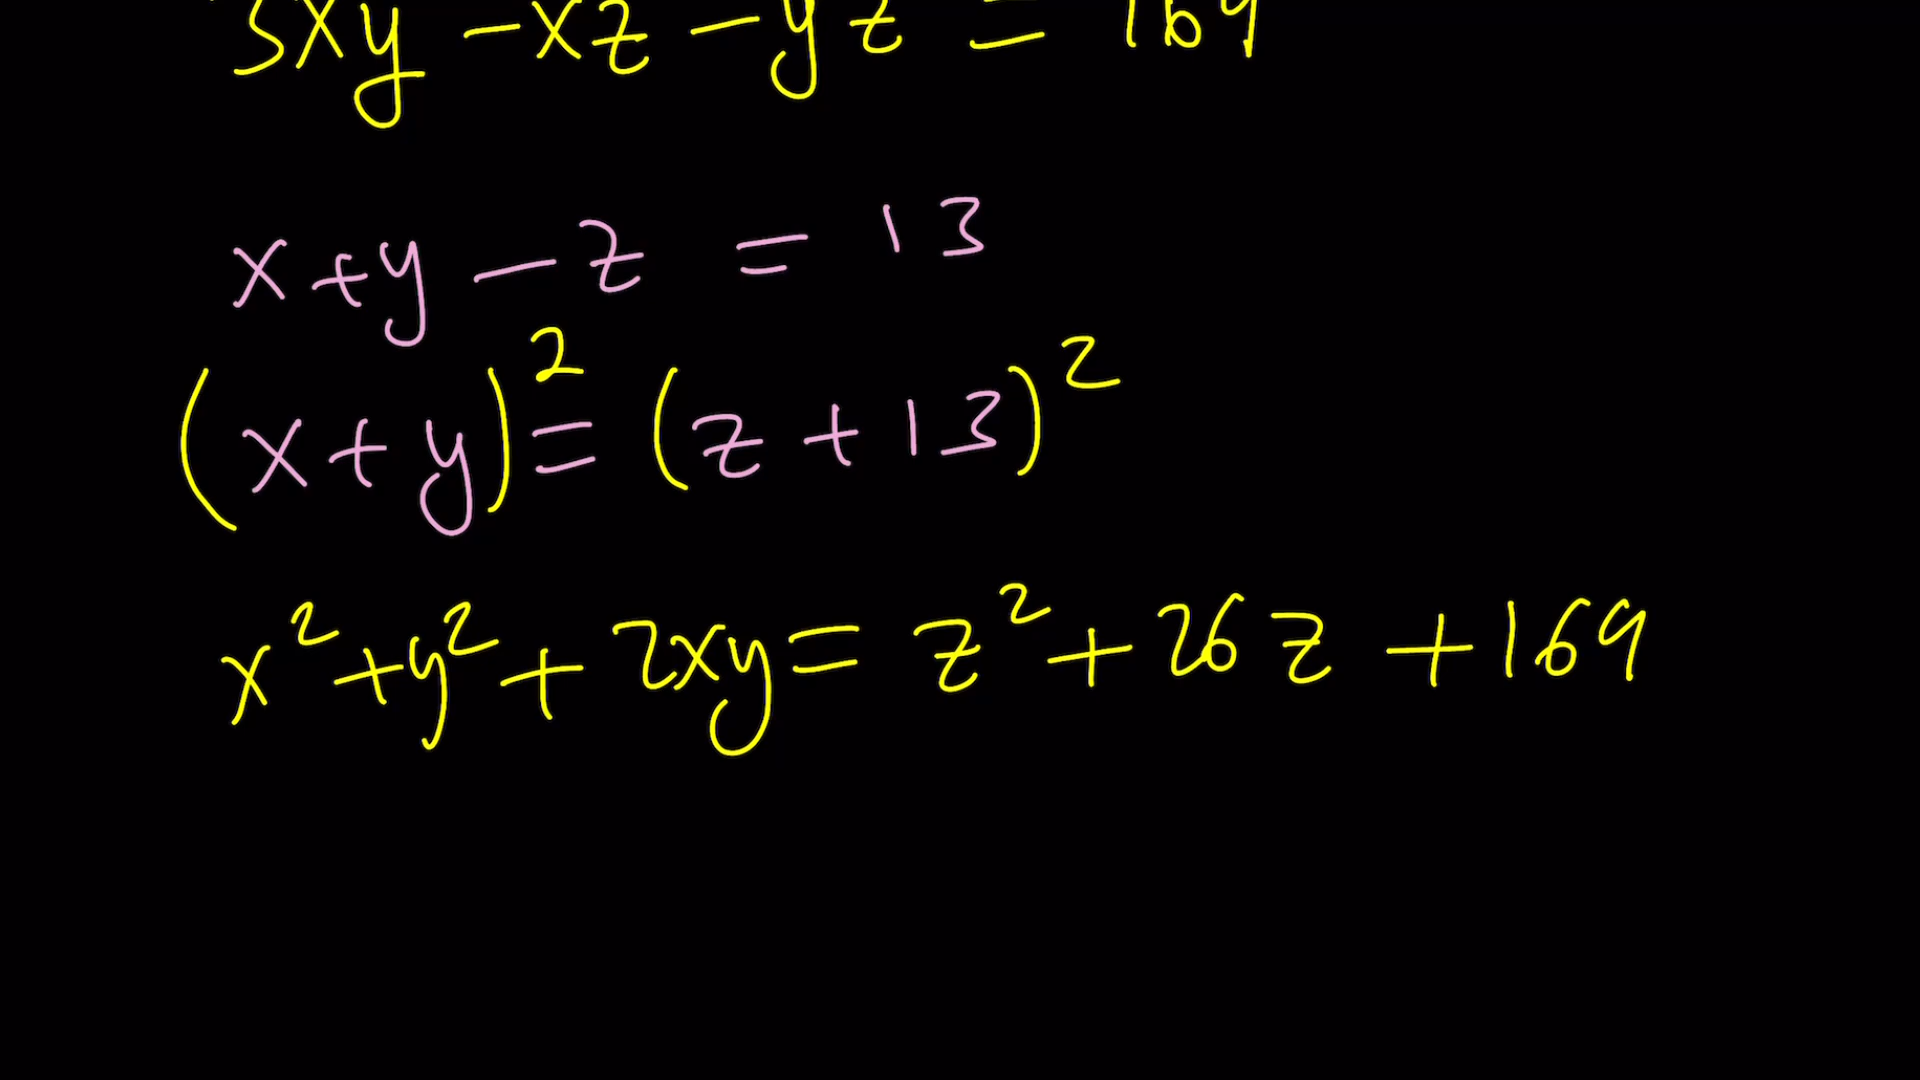 3xy - xz - yz = 169
x + y - z = 13
(x + y)² = (z + 13)²
x² + y² + 2xy = z² + 26z + 169